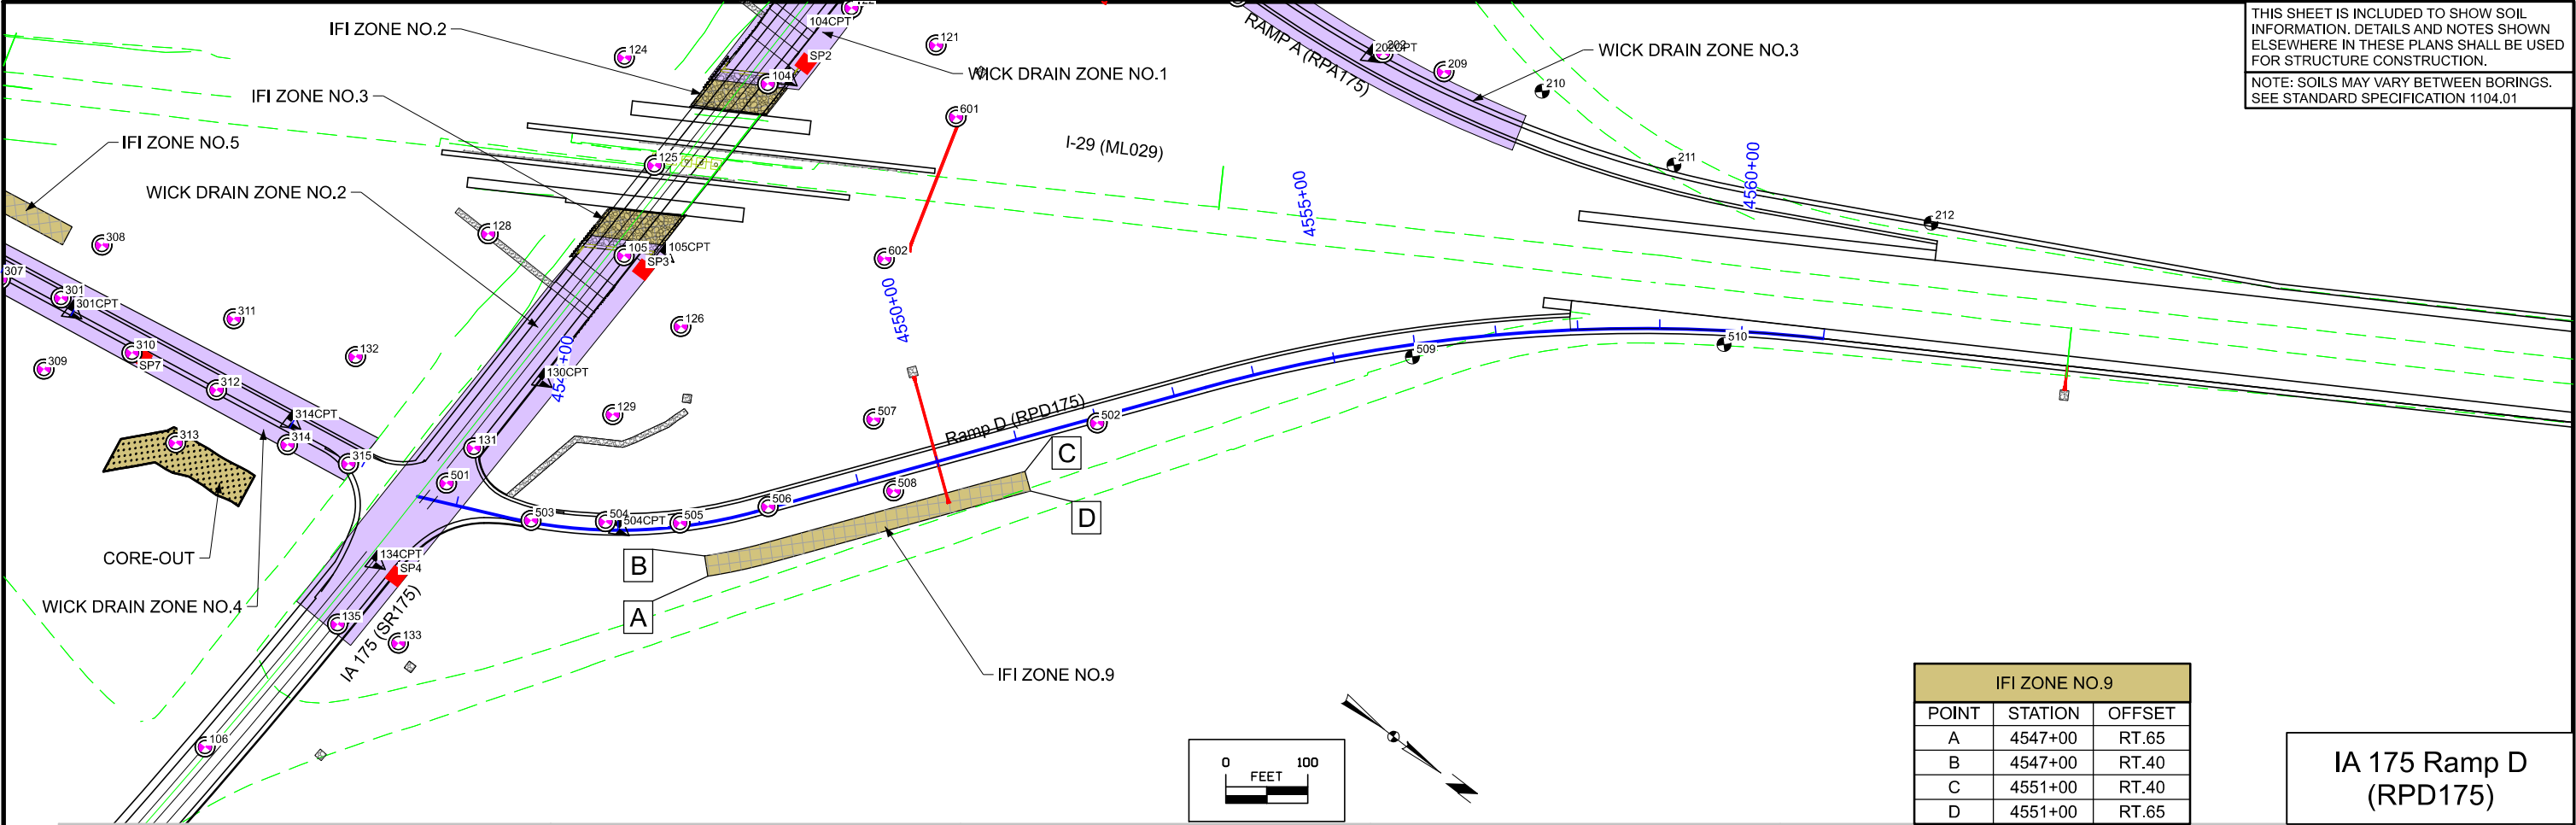 THIS SHEET IS INCLUDED TO SHOW SOIL
INFORMATION. DETAILS AND NOTES SHOWN
ELSEWHERE IN THESE PLANS SHALL BE USED
FOR STRUCTURE CONSTRUCTION.
NOTE: SOILS MAY VARY BETWEEN BORINGS.
SEE STANDARD SPECIFICATION 1104.01
IFI ZONE NO.2
124
104CPT
SP2
121
WICK DRAIN ZONE NO.1
RAMP A (RPA175)
202
209
WICK DRAIN ZONE NO.3
210
IFI ZONE NO.3
104
601
IFI ZONE NO.5
125
I-29 (ML029)
211
4560+00
WICK DRAIN ZONE NO.2
4555+00
212
308
128
105
105CPT
SP3
602
4550+00
307
301
301CPT
311
126
310
SP7
309
132
312
130CPT
129
314CPT
313
314
315
131
507
Ramp D (RPD175)
502
509
510
501
508
C
D
503
504
504CPT
505
506
CORE-OUT
134CPT
SP4
B
A
WICK DRAIN ZONE NO.4
135
133
IA 175 (SR175)
IFI ZONE NO.9
106
0 100
FEET
IFI ZONE NO.9
POINT STATION OFFSET
A 4547+00 RT.65
B 4547+00 RT.40
C 4551+00 RT.40
D 4551+00 RT.65
IA 175 Ramp D
(RPD175)